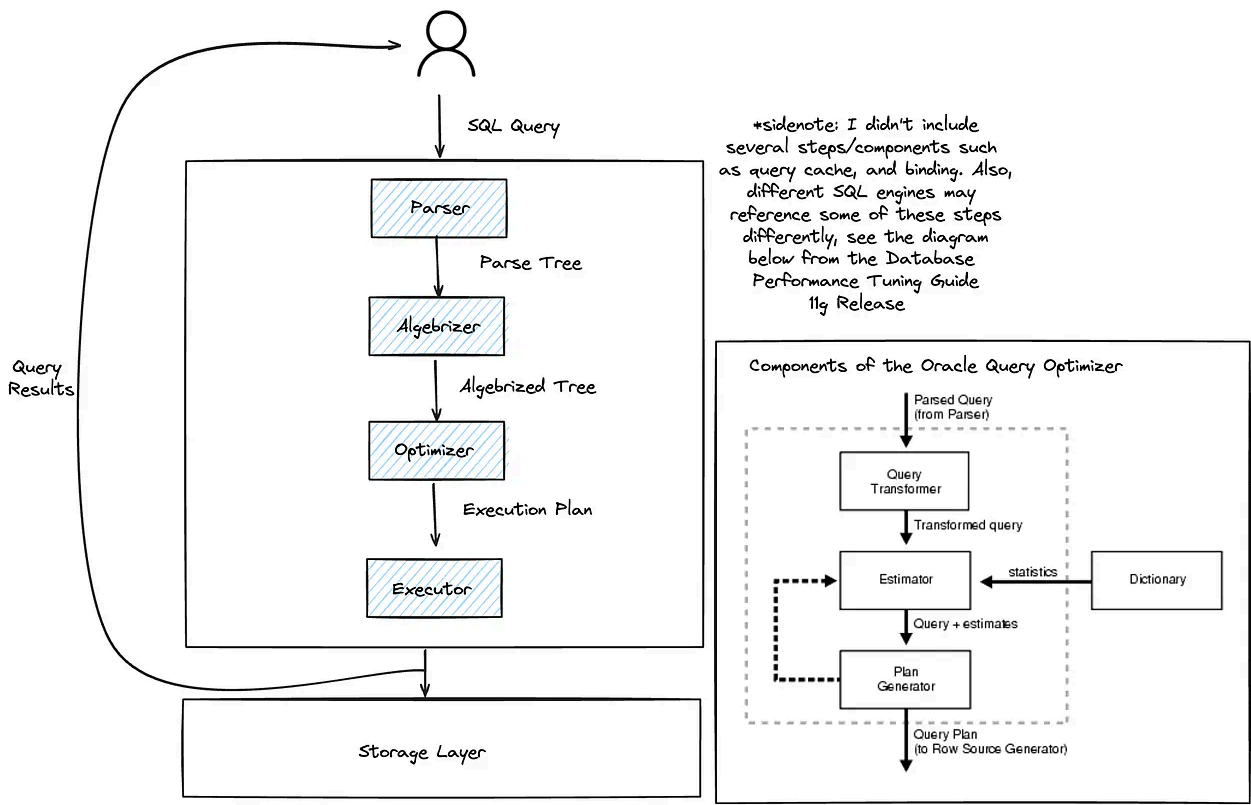 SQL Query
Parser
Parse Tree
Algebrizer
Algebrized Tree
Optimizer
Execution Plan
Executor
Query
Results
Storage Layer
*sidenote: I didn't include
several steps/components such
as query cache, and binding. Also,
different SQL engines may
reference some of these steps
differently, see the diagram
below from the Database
Performance Tuning Guide
11g Release
Components of the Oracle Query Optimizer
Parsed Query
(from Parser)
Query
Transformer
Transformed query
Estimator
statistics
Dictionary
Query + estimates
Plan
Generator
Query Plan
(to Row Source Generator)